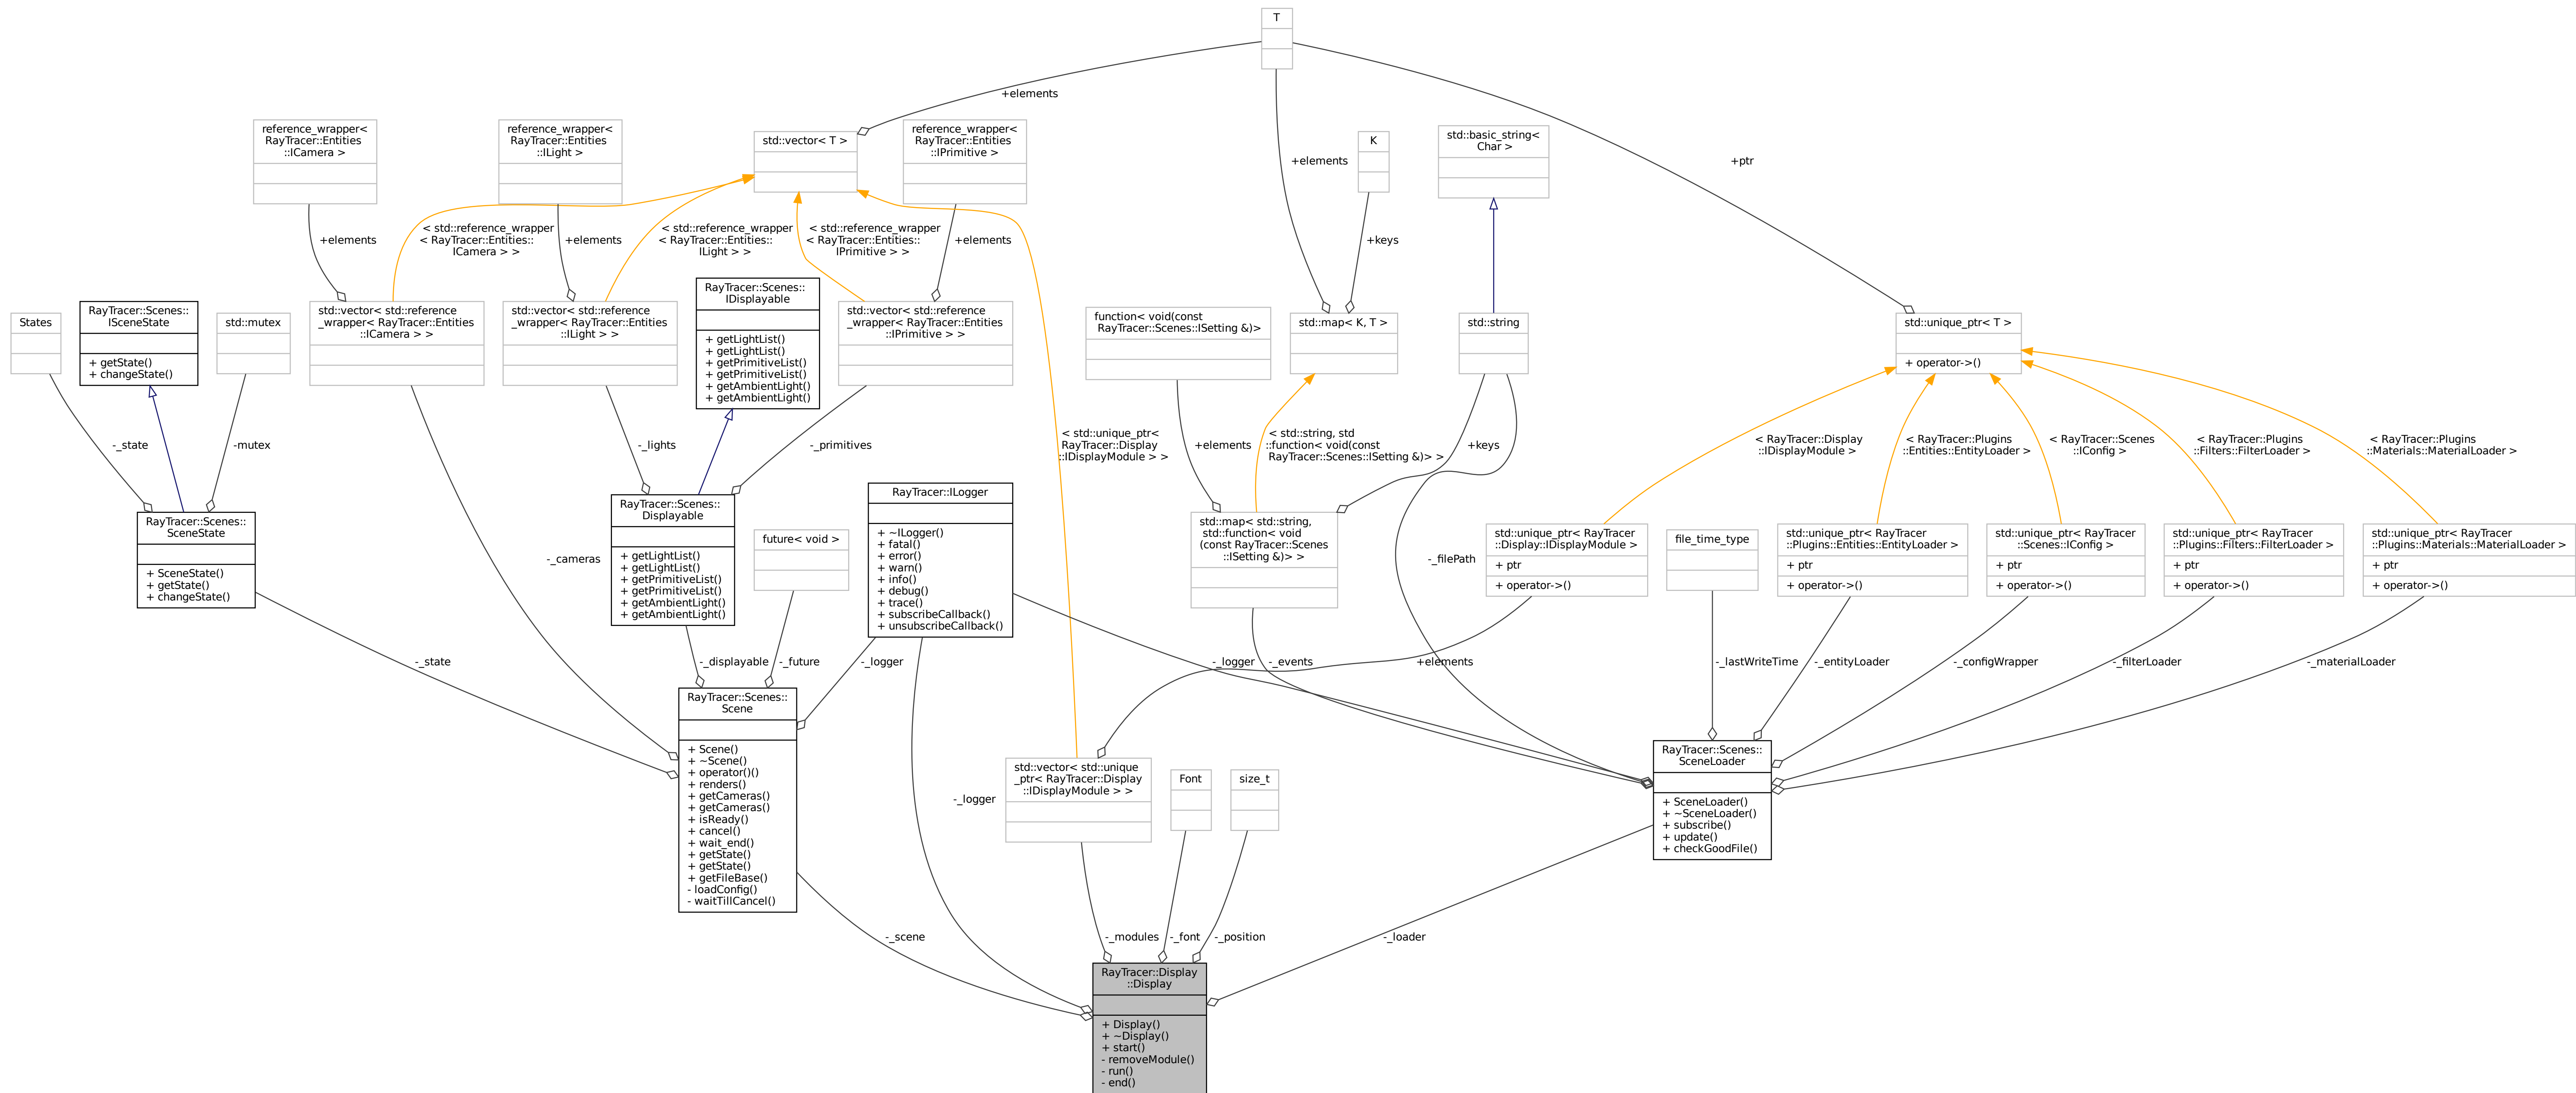 T
+elements
reference_wrapper<
RayTracer::Entities
::ICamera >
reference_wrapper<
RayTracer::Entities
::ILight >
std::vector< T >
reference_wrapper<
RayTracer::Entities
::IPrimitive >
+elements
K
std::basic_string<
Char >
+ptr
+elements
< std::reference_wrapper
< RayTracer::Entities::
ICamera > >
+elements
< std::reference_wrapper
< RayTracer::Entities::
ILight > >
< std::reference_wrapper
< RayTracer::Entities::
IPrimitive > >
+elements
+keys
States
RayTracer::Scenes::
ISceneState
+ getState()
+ changeState()
std::mutex
std::vector< std::reference
_wrapper< RayTracer::Entities
::ICamera > >
std::vector< std::reference
_wrapper< RayTracer::Entities
::ILight > >
RayTracer::Scenes::
IDisplayable
+ getLightList()
+ getLightList()
+ getPrimitiveList()
+ getPrimitiveList()
+ getAmbientLight()
+ getAmbientLight()
std::vector< std::reference
_wrapper< RayTracer::Entities
::IPrimitive > >
function< void(const
RayTracer::Scenes::ISetting &)>
std::map< K, T >
std::string
std::unique_ptr< T >
+ operator->()
-_state
-mutex
-_lights
-_primitives
< std::unique_ptr<
RayTracer::Display
::IDisplayModule > >
+elements
< std::string, std
::function< void(const
RayTracer::Scenes::ISetting &)> >
+keys
< RayTracer::Display
::IDisplayModule >
< RayTracer::Plugins
::Entities::EntityLoader >
< RayTracer::Scenes
::IConfig >
< RayTracer::Plugins
::Filters::FilterLoader >
< RayTracer::Plugins
::Materials::MaterialLoader >
RayTracer::Scenes::
SceneState
+ SceneState()
+ getState()
+ changeState()
-_cameras
RayTracer::Scenes::
Displayable
+ getLightList()
+ getLightList()
+ getPrimitiveList()
+ getPrimitiveList()
+ getAmbientLight()
+ getAmbientLight()
future< void >
RayTracer::ILogger
+ ~ILogger()
+ fatal()
+ error()
+ warn()
+ info()
+ debug()
+ trace()
+ subscribeCallback()
+ unsubscribeCallback()
std::map< std::string,
std::function< void
(const RayTracer::Scenes
::ISetting &)> >
-_filePath
std::unique_ptr< RayTracer
::Display::IDisplayModule >
+ ptr
+ operator->()
file_time_type
std::unique_ptr< RayTracer
::Plugins::Entities::EntityLoader >
+ ptr
+ operator->()
std::unique_ptr< RayTracer
::Scenes::IConfig >
+ ptr
+ operator->()
std::unique_ptr< RayTracer
::Plugins::Filters::FilterLoader >
+ ptr
+ operator->()
std::unique_ptr< RayTracer
::Plugins::Materials::MaterialLoader >
+ ptr
+ operator->()
-_state
-_displayable
-_future
-_logger
-_logger
-_events
+elements
-_lastWriteTime
-_entityLoader
-_configWrapper
-_filterLoader
-_materialLoader
RayTracer::Scenes::
Scene
+ Scene()
+ ~Scene()
+ operator()()
+ renders()
+ getCameras()
+ getCameras()
+ isReady()
+ cancel()
+ wait_end()
+ getState()
+ getState()
+ getFileBase()
- loadConfig()
- waitTillCancel()
-_logger
std::vector< std::unique
_ptr< RayTracer::Display
::IDisplayModule > >
Font
size_t
RayTracer::Scenes::
SceneLoader
+ SceneLoader()
+ ~SceneLoader()
+ subscribe()
+ update()
+ checkGoodFile()
-_scene
-_modules
-_font
-_position
-_loader
RayTracer::Display
::Display
+ Display()
+ ~Display()
+ start()
- removeModule()
- run()
- end()